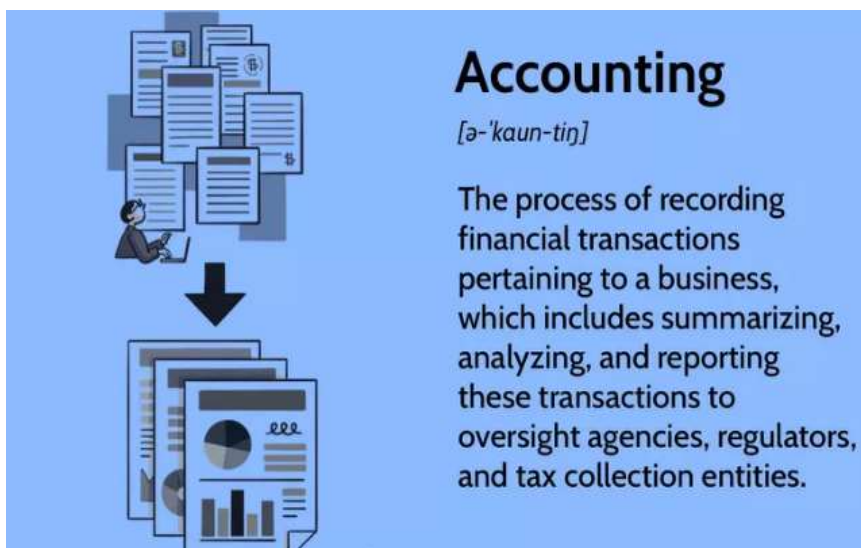 Accounting
[ə-'kaun-tiŋ]
The process of recording
financial transactions
pertaining to a business,
which includes summarizing,
analyzing, and reporting
these transactions to
oversight agencies, regulators,
and tax collection entities.